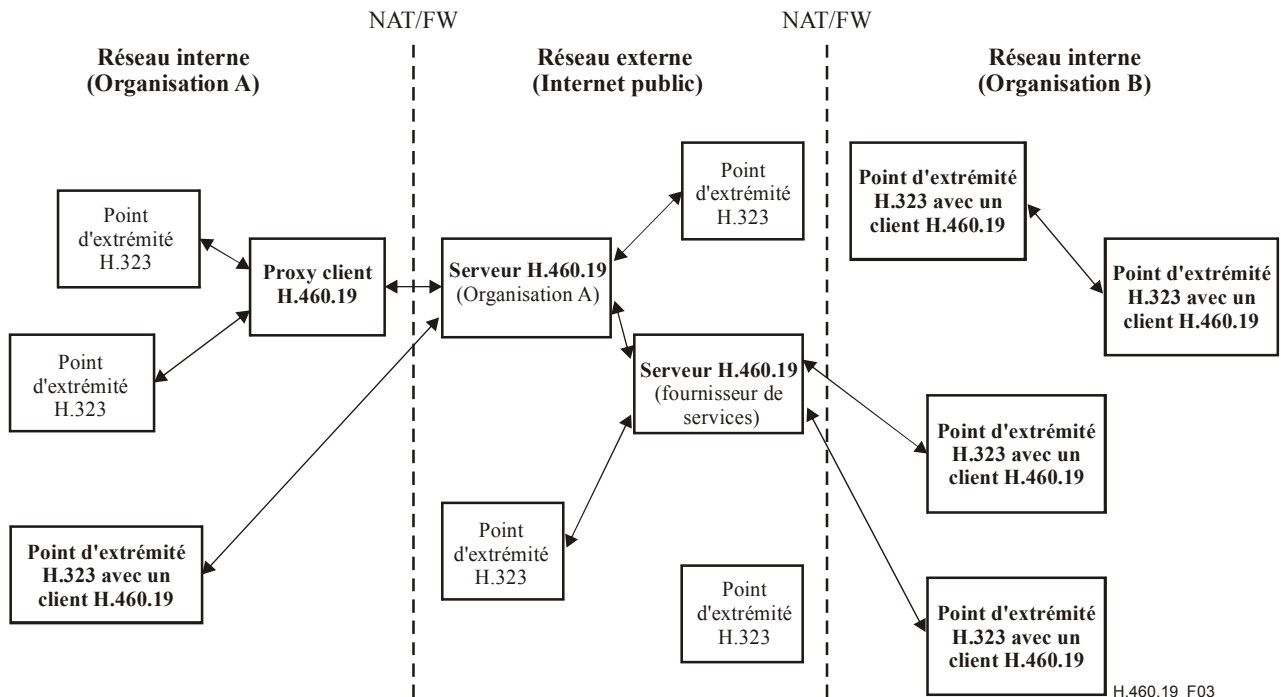 NAT/FW
NAT/FW
Réseau interne
(Organisation A)
Réseau externe
(Internet public)
Réseau interne
(Organisation B)
Point
d'extrémité
H.323
Point
d'extrémité
H.323
Proxy client
H.460.19
Point d'extrémité
H.323 avec un
client H.460.19
Serveur H.460.19
(Organisation A)
Point
d'extrémité
H.323
Serveur H.460.19
(fournisseur de
services)
Point
d'extrémité
H.323
Point
d'extrémité
H.323
Point d'extrémité
H.323 avec un
client H.460.19
Point d'extrémité
H.323 avec un
client H.460.19
Point d'extrémité
H.323 avec un
client H.460.19
Point d'extrémité
H.323 avec un
client H.460.19
H.460.19_F03